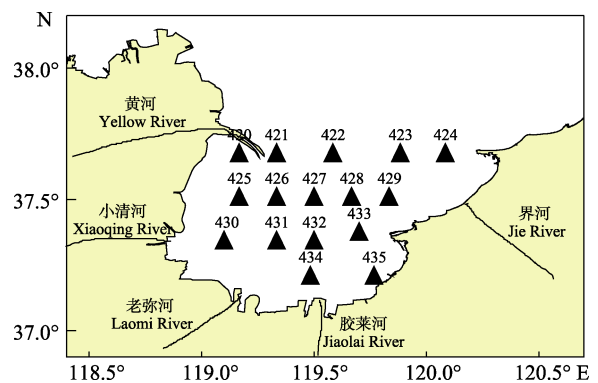 N
38.0°
黄河
Yellow River
420 421 422 423 424
37.5°
425 426 427 428 429
小清河
Xiaoqing River
430 431 432 433
界河
Jie River
434 435
老弥河
Laomi River
胶莱河
Jiaolai River
37.0°
118.5° 119.0° 119.5° 120.0° 120.5° E